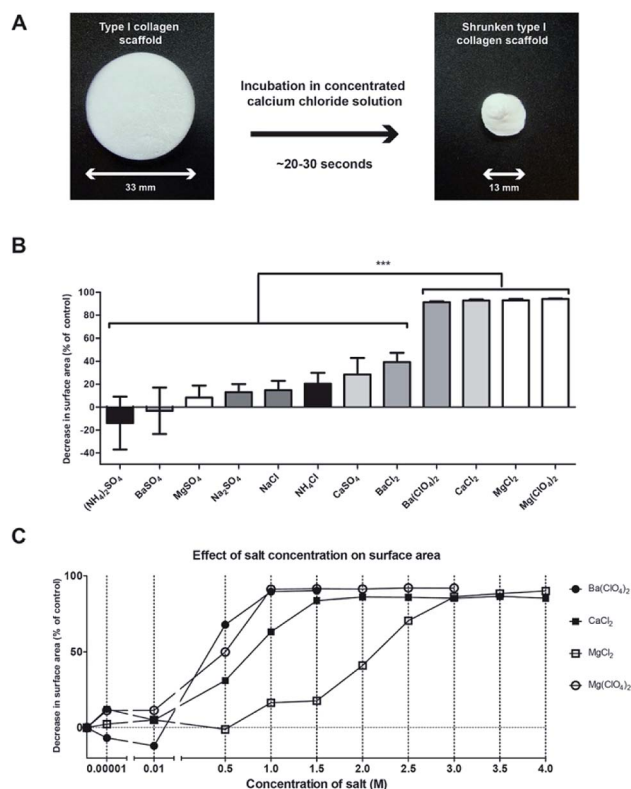 A
Type I collagen
scaffold
33 mm
Incubation in concentrated
calcium chloride solution
~20-30 seconds
Shrunken type I
collagen scaffold
13 mm
B
***
Decrease in surface area (% of control)
100
80
60
40
20
0
-20
-40
(NH₄)₂SO₄
BaSO₄
MgSO₄
Na₂SO₄
NaCl
NH₄Cl
CaSO₄
BaCl₂
Ba(ClO₄)₂
CaCl₂
MgCl₂
Mg(ClO₄)₂
C
Effect of salt concentration on surface area
Decrease in surface area (% of control)
100
50
0
0.00001 0.01 0.5 1.0 1.5 2.0 2.5 3.0 3.5 4.0
Concentration of salt (M)
Ba(ClO₄)₂
CaCl₂
MgCl₂
Mg(ClO₄)₂